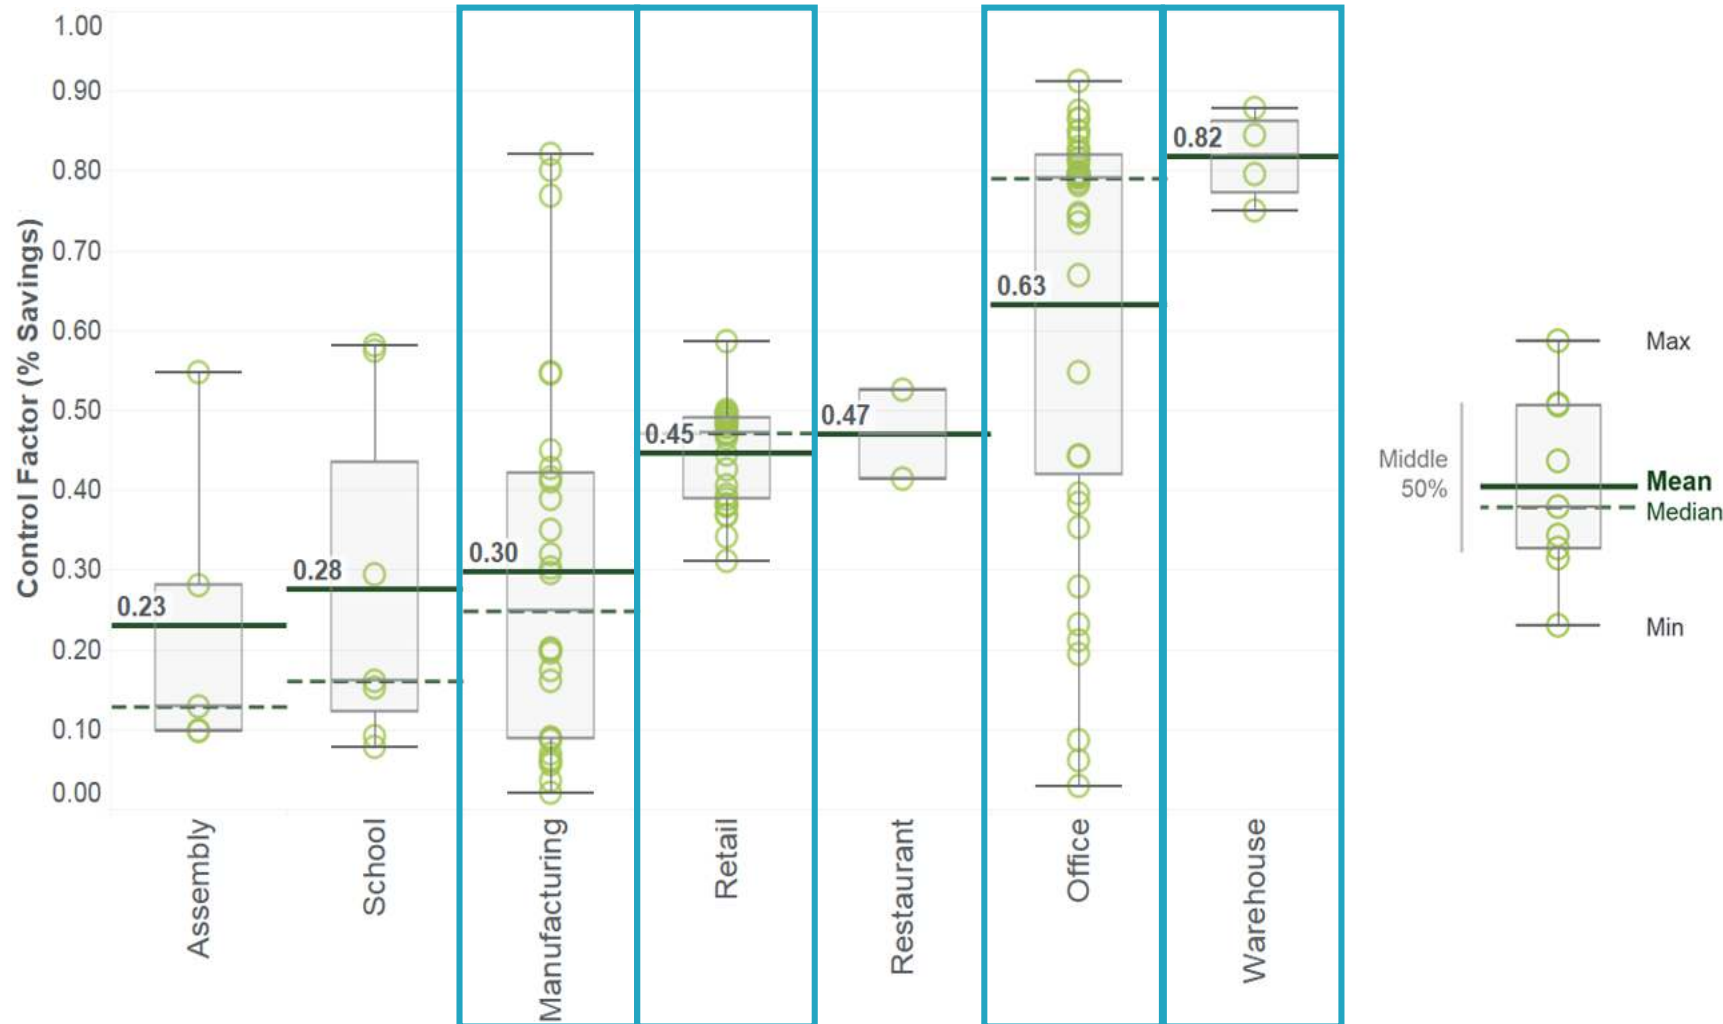 Control Factor (% Savings)
1.00
0.90
0.80
0.70
0.60
0.50
0.40
0.30
0.20
0.10
0.00
0.23
0.28
0.30
0.45
0.47
0.63
0.82
Assembly
School
Manufacturing
Retail
Restaurant
Office
Warehouse
Max
Middle
50%
Mean
Median
Min